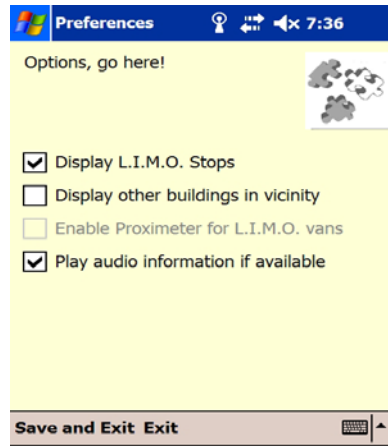 Preferences 7:36
Options, go here!
Display L.I.M.O. Stops
Display other buildings in vicinity
Enable Proximeter for L.I.M.O. vans
Play audio information if available
Save and Exit Exit